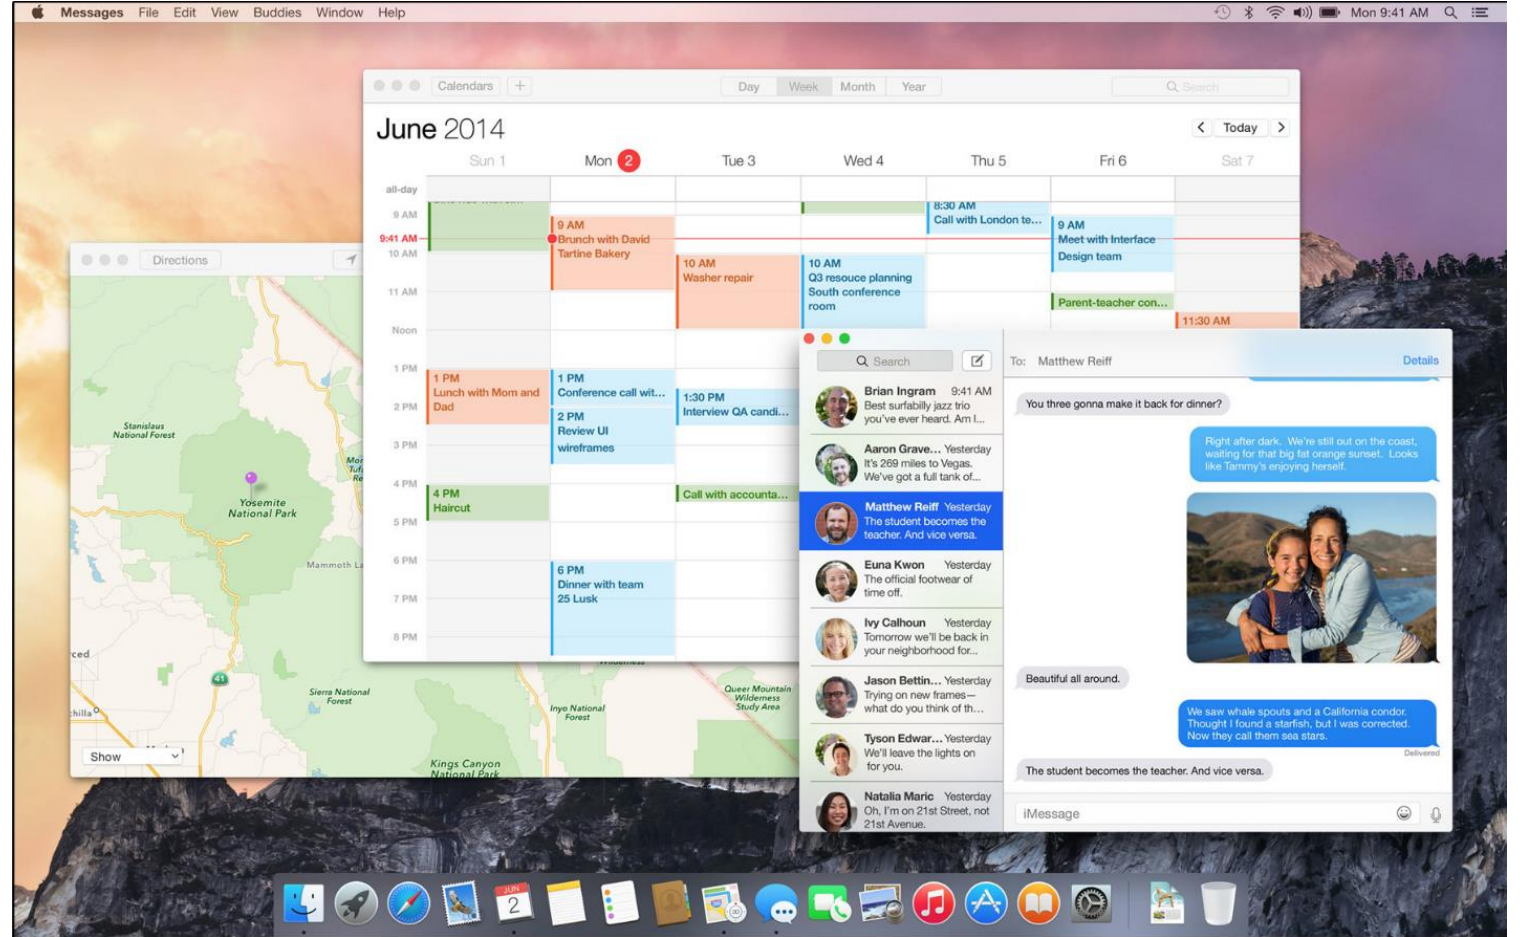 Messages File Edit View Buddies Window Help
Mon 9:41 AM
Calendars +
Day Week Month Year
Search
June 2014
Today
Sun 1 Mon 2 Tue 3 Wed 4 Thu 5 Fri 6 Sat 7
all-day
9 AM
9:41 AM
10 AM
11 AM
Noon
1 PM
2 PM
3 PM
4 PM
5 PM
6 PM
7 PM
8 PM
1 PM
Lunch with Mom and
Dad
4 PM
Haircut
9 AM
Brunch with David
Tartine Bakery
1 PM
Conference call wit...
2 PM
Review UI
wireframes
6 PM
Dinner with team
25 Lusk
10 AM
Washer repair
1:30 PM
Interview QA candi...
Call with accounta...
10 AM
Q3 resouce planning
South conference
room
8:30 AM
Call with London te...
9 AM
Meet with Interface
Design team
Parent-teacher con...
11:30 AM
Directions
Stanislaus
National Forest
Yosemite
National Park
Mammoth La
41
Sierra National
Forest
Inyo National
Forest
Wilderness
Queer Mountain
Wilderness
Study Area
Kings Canyon
National Park
Show
Search
Brian Ingram 9:41 AM
Best surfabilly jazz trio
you've ever heard. Am I...
Aaron Grave... Yesterday
It's 269 miles to Vegas.
We've got a full tank of...
Matthew Reiff Yesterday
The student becomes the
teacher. And vice versa.
Euna Kwon Yesterday
The official footwear of
time off.
Ivy Calhoun Yesterday
Tomorrow we'll be back in
your neighborhood for...
Jason Bettin... Yesterday
Trying on new frames—
what do you think of th...
Tyson Edwar... Yesterday
We'll leave the lights on
for you.
Natalia Maric Yesterday
Oh, I'm on 21st Street, not
21st Avenue.
To: Matthew Reiff
Details
You three gonna make it back for dinner?
Right after dark. We're still out on the coast,
waiting for that big fat orange sunset. Looks
like Tammy's enjoying herself.
Beautiful all around.
We saw whale spouts and a California condor.
Thought I found a starfish, but I was corrected.
Now they call them sea stars.
Delivered
The student becomes the teacher. And vice versa.
iMessage
JUN
2